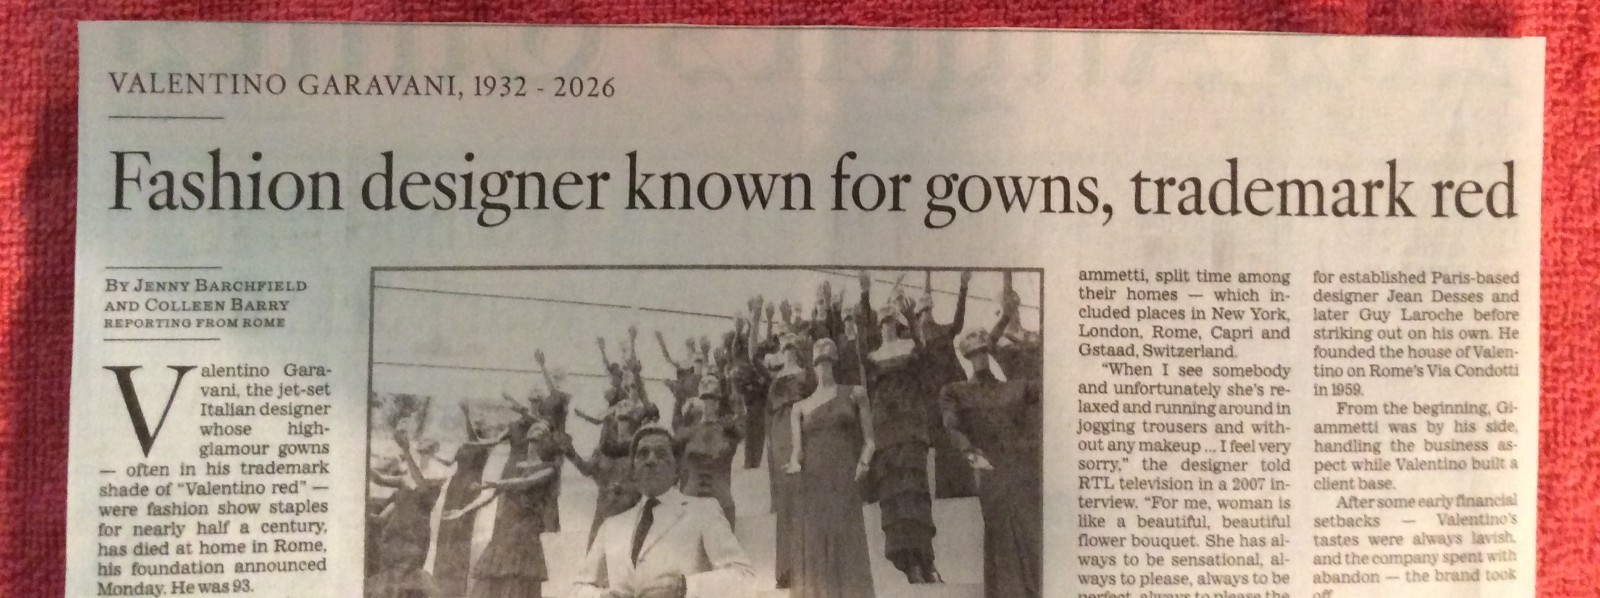 VALENTINO GARAVANI, 1932 - 2026
Fashion designer known for gowns, trademark red
BY JENNY BARCHFIELD
AND COLLEEN BARRY
REPORTING FROM ROME
Valentino Gara-
vani, the jet-set
Italian designer
whose high-
glamour gowns
— often in his trademark
shade of “Valentino red” —
were fashion show staples
for nearly half a century,
has died at home in Rome,
his foundation announced
Monday. He was 93.
ammetti, split time among
their homes — which in-
cluded places in New York,
London, Rome, Capri and
Gstaad, Switzerland.
“When I see somebody
and unfortunately she’s re-
laxed and running around in
jogging trousers and with-
out any makeup ... I feel very
sorry,” the designer told
RTL television in a 2007 in-
terview. “For me, woman is
like a beautiful, beautiful
flower bouquet. She has al-
ways to be sensational, al-
ways to please, always to be
perfect, always to please the
for established Paris-based
designer Jean Desses and
later Guy Laroche before
striking out on his own. He
founded the house of Valen-
tino on Rome’s Via Condotti
in 1959.
From the beginning, Gi-
ammetti was by his side,
handling the business as-
pect while Valentino built a
client base.
After some early financial
setbacks — Valentino’s
tastes were always lavish,
and the company spent with
abandon — the brand took
off.